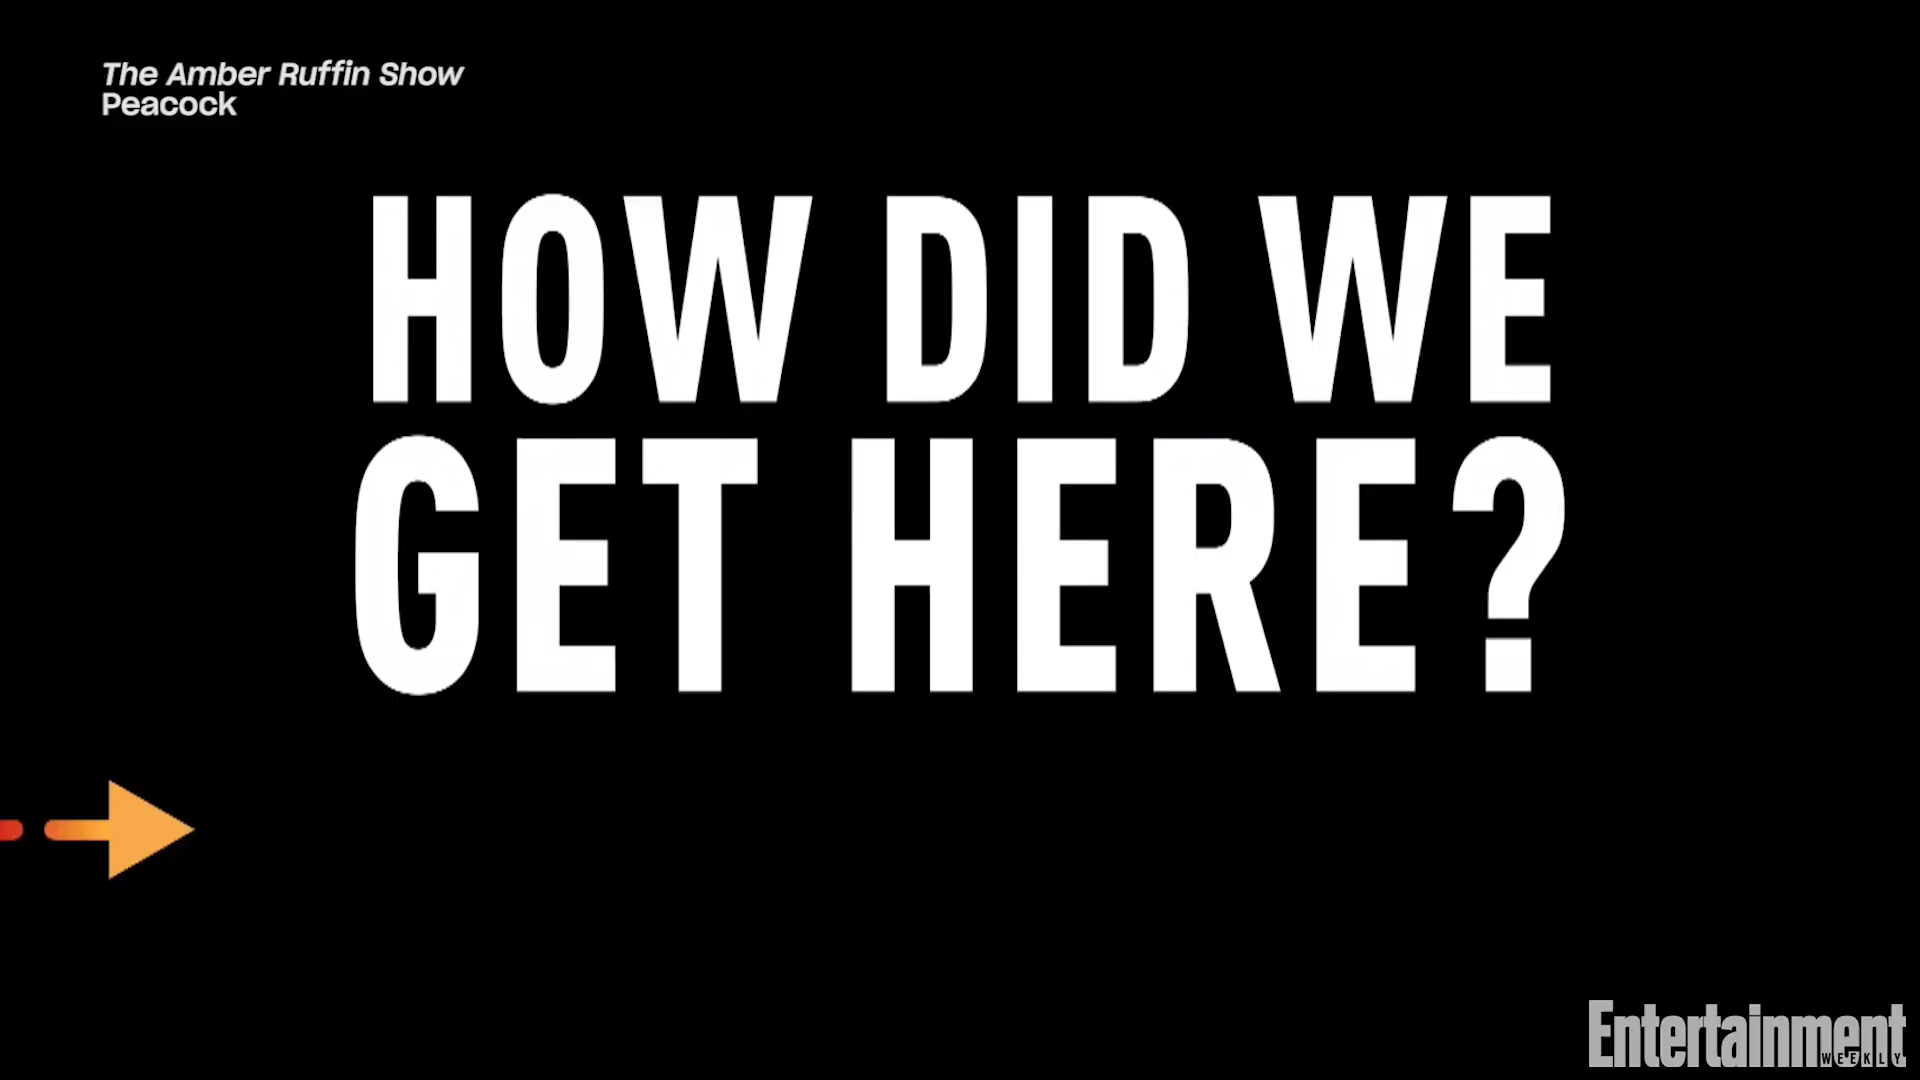 The Amber Ruffin Show
Peacock
HOW DID WE
GET HERE?
Entertainment
WEEKLY